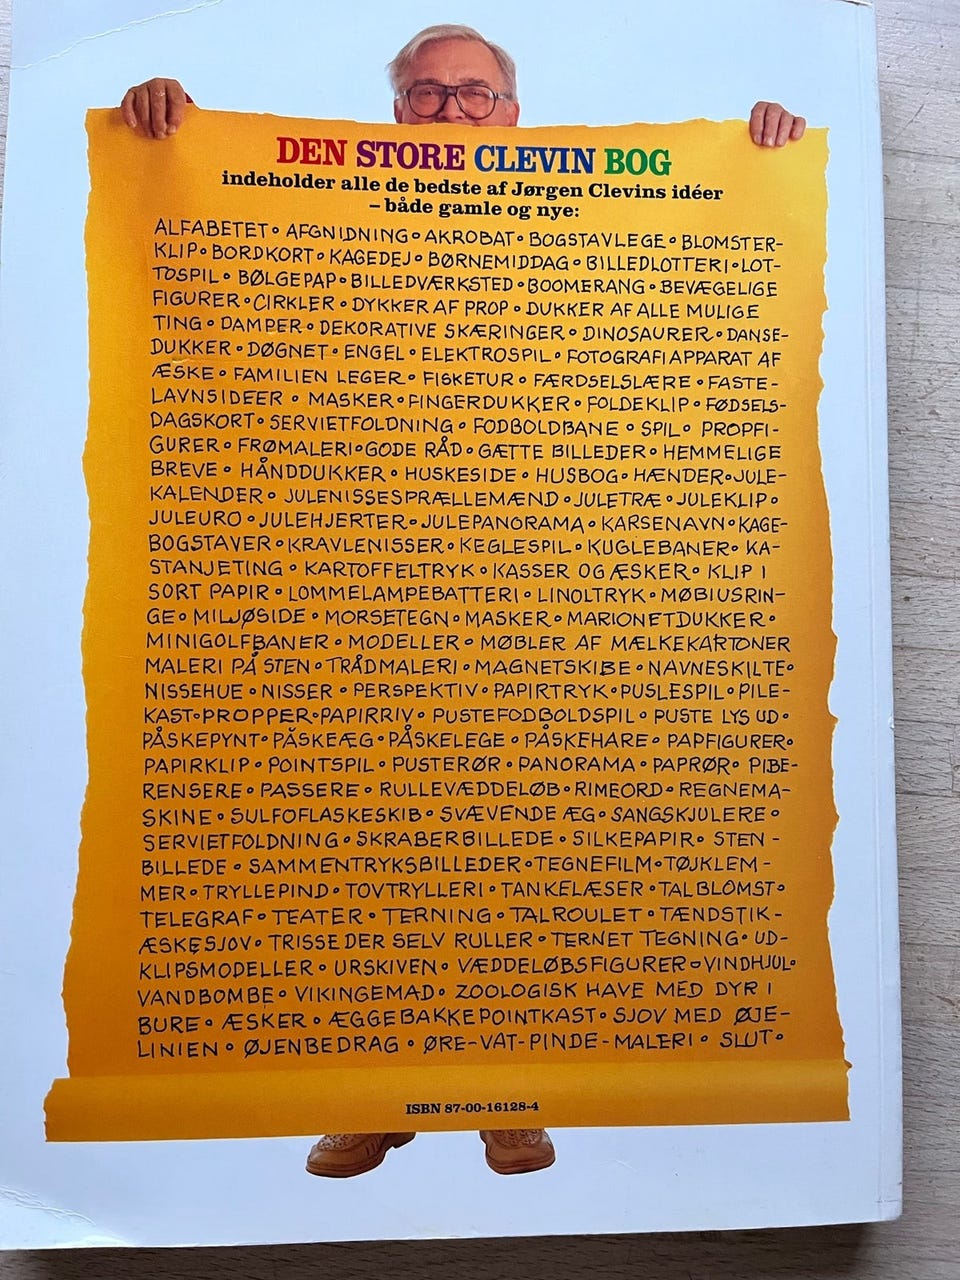 DEN STORE CLEVIN BOG
indeholder alle de bedste af Jørgen Clevins idéer
– både gamle og nye:
ALFABETET • AFGNIDNING • AKROBAT • BOGSTAVLEGE • BLOMSTER-
KLIP • BORDKORT • KAGEDEJ • BØRNEMIDDAG • BILLEDLOTTERI • LOT-
TOSPIL • BØLGEPAP • BILLEDVÆRKSTED • BOOMERANG • BEVÆGELIGE
FIGURER • CIRKLER • DYKKER AF PROP • DUKKER AF ALLE MULIGE
TING • DAMPER • DEKORATIVE SKÆRINGER • DINOSAURER • DANSE-
DUKKER • DØGNET • ENGEL • ELEKTROSPIL • FOTOGRAFIAPPARAT AF
ÆSKE • FAMILIEN LEGER • FISKETUR • FÆRDSELSLÆRE • FASTE-
LAVNSIDEER • MASKER • FINGERDUKKER • FOLDEKLIP • FØDSELS-
DAGSKORT • SERVIETFOLDNING • FODBOLDBANE • SPIL • PROPFI-
GURER • FRØMALERI • GODE RÅD • GÆTTE BILLEDER • HEMMELIGE
BREVE • HÅNDDUKKER • HUSKESIDE • HUSBOG • HÆNDER • JULE-
KALENDER • JULENISSESPRÆLLEMÆND • JULETRÆ • JULEKLIP •
JULEURO • JULEHJERTER • JULEPANORAMA • KARSENAVN • KAGE-
BOGSTAVER • KRAVLENISSER • KEGLESPIL • KUGLEBANER • KA-
STANJETING • KARTOFFELTRYK • KASSER OG ÆSKER • KLIP I
SORT PAPIR • LOMMELAMPEBATTERI • LINOLTRYK • MØBIUSRIN-
GE • MILJØSIDE • MORSETEGN • MASKER • MARIONETDUKKER •
MINIGOLFBANER • MODELLER • MØBLER AF MÆLKEKARTONER
MALERI PÅ STEN • TRÅDMALERI • MAGNETSKIBE • NAVNESKILTE •
NISSEHUE • NISSER • PERSPEKTIV • PAPIRTRYK • PUSLESPIL • PILE-
KAST • PROPPER • PAPIRRIV • PUSTEFODBOLDSPIL • PUSTE LYS UD •
PÅSKEPYNT • PÅSKEÆG • PÅSKELEGE • PÅSKEHARE • PAPFIGURER •
PAPIRKLIP • POINTSPIL • PUSTERØR • PANORAMA • PAPRØR • PIBE-
RENSERE • PASSERE • RULLEVÆDDELØB • RIMEORD • REGNEMA-
SKINE • SULFOFLASKESKIB • SVÆVENDE ÆG • SANGSKJULERE •
SERVIETFOLDNING • SKRABERBILLEDE • SILKEPAPIR • STEN-
BILLEDE • SAMMENTRYKSBILLEDER • TEGNEFILM • TØJKLEM-
MER • TRYLLEPIND • TOVTRYLLERI • TANKELÆSER • TALBLOMST •
TELEGRAF • TEATER • TERNING • TALROULET • TÆNDSTIK-
ÆSKESJOV • TRISSE DER SELV RULLER • TERNET TEGNING • UD-
KLIPSMODELLER • URSKIVEN • VÆDDELØBSFIGURER • VINDHJUL •
VANDBOMBE • VIKINGEMAD • ZOOLOGISK HAVE MED DYR I
BURE • ÆSKER • ÆGGEBAKKEPOINTKAST • SJOV MED ØJE-
LINIEN • ØJENBEDRAG • ØRE-VAT-PINDE-MALERI • SLUT •
ISBN 87-00-16128-4